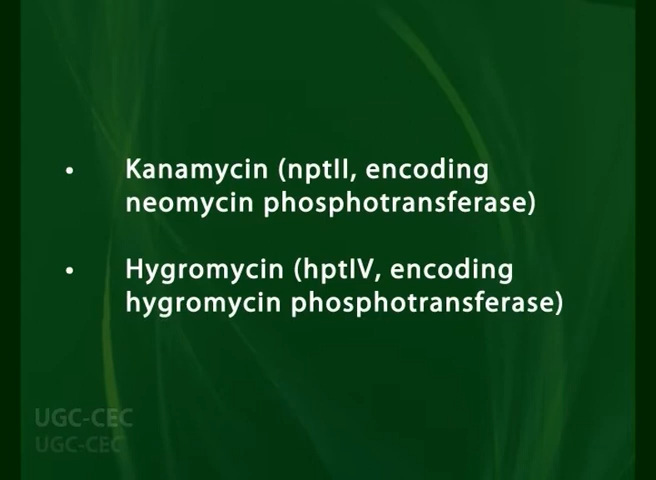 • Kanamycin (nptII, encoding
neomycin phosphotransferase)
• Hygromycin (hptIV, encoding
hygromycin phosphotransferase)
UGC-CEC
UGC-CEC